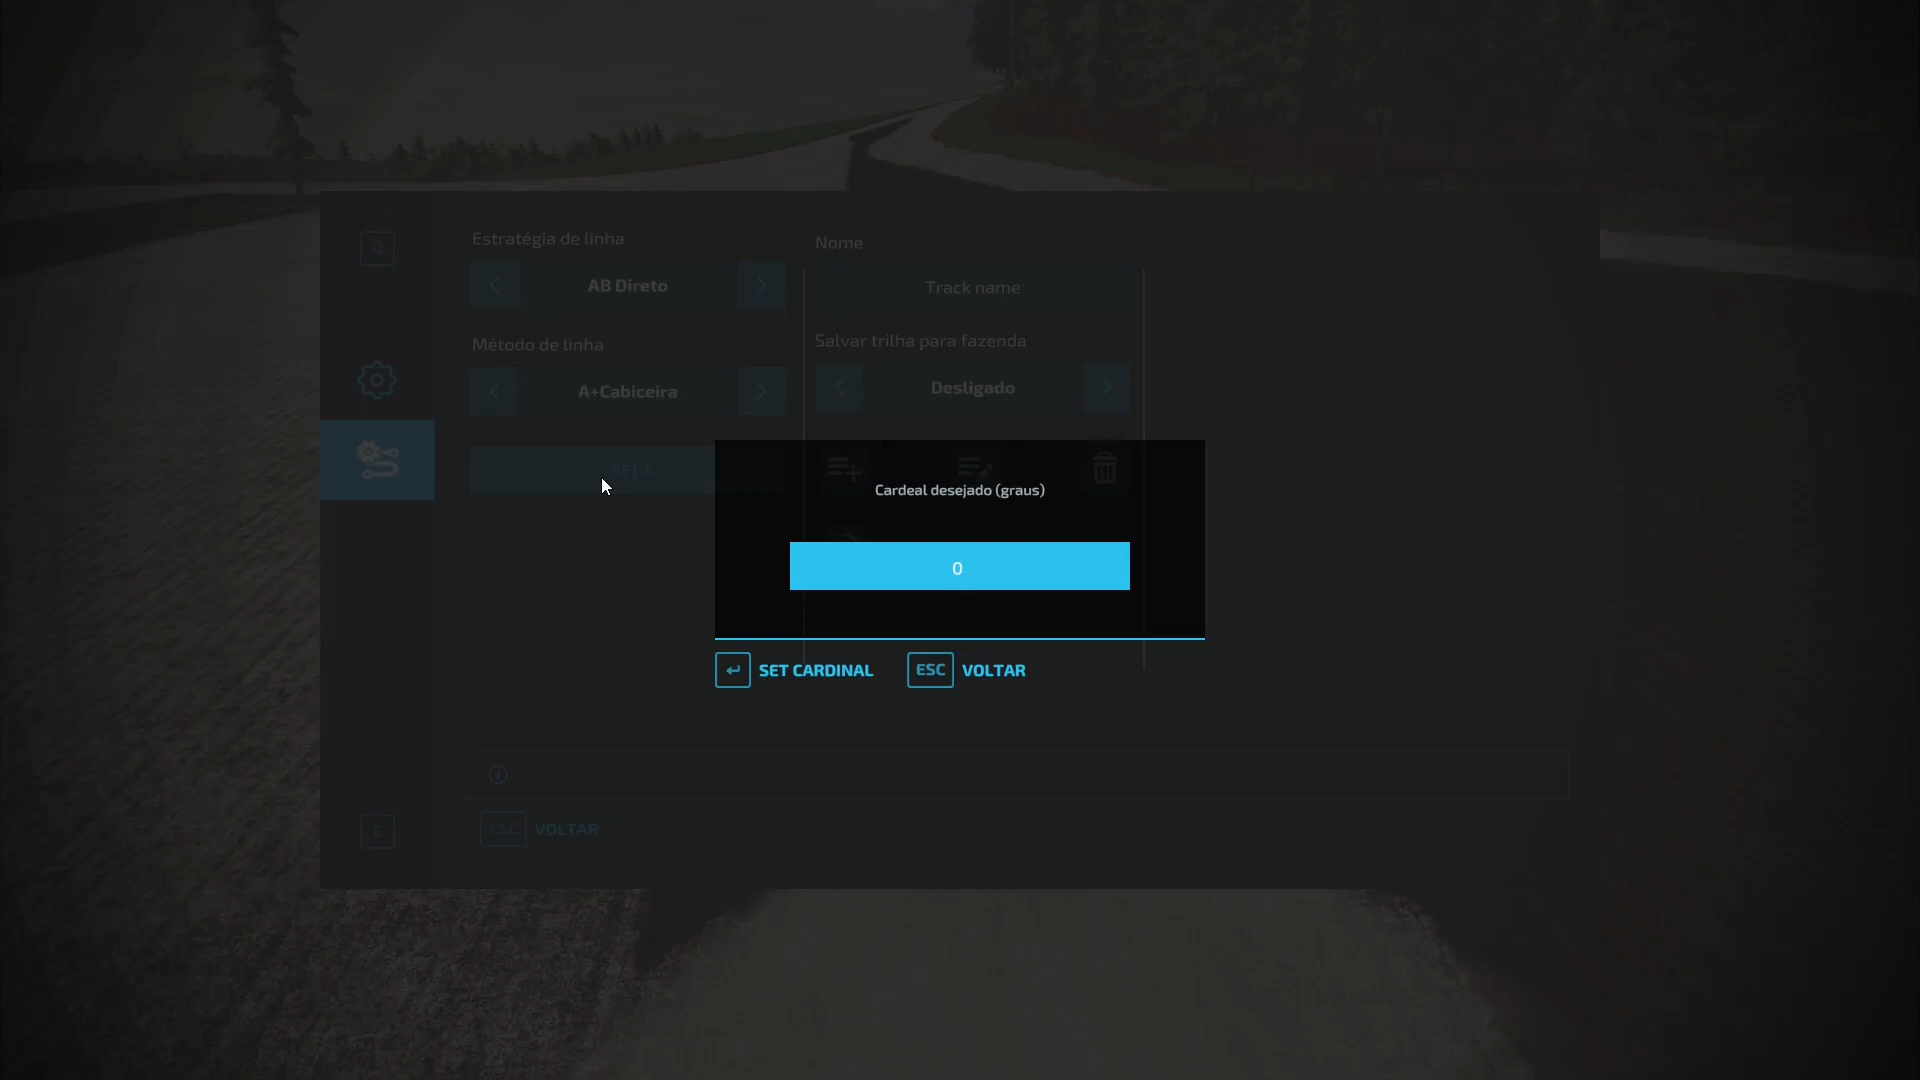 O
Estratégia de linha
AB Direto
Método de linha
A+Cabiceira
SET A
Nome
Track name
Salvar trilha para fazenda
Desligado
Cardeal desejado (graus)
0
SET CARDINAL
ESC VOLTAR
E
ESC VOLTAR